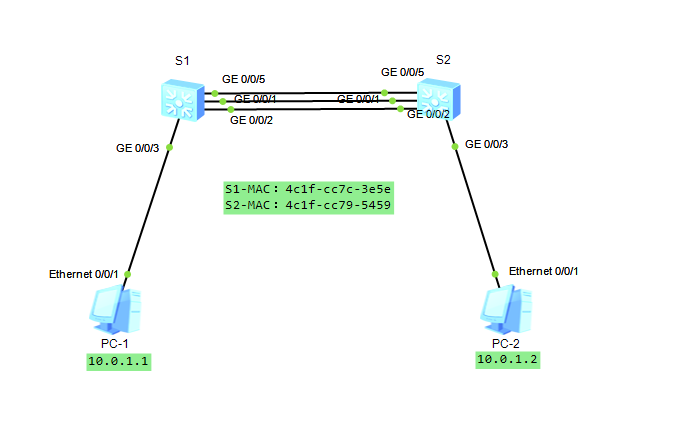 S1
S2
GE 0/0/5
GE 0/0/5
GE 0/0/1
GE 0/0/1
GE 0/0/2
GE 0/0/2
GE 0/0/3
GE 0/0/3
S1-MAC: 4c1f-cc7c-3e5e
S2-MAC: 4c1f-cc79-5459
Ethernet 0/0/1
Ethernet 0/0/1
PC-1
PC-2
10.0.1.1
10.0.1.2